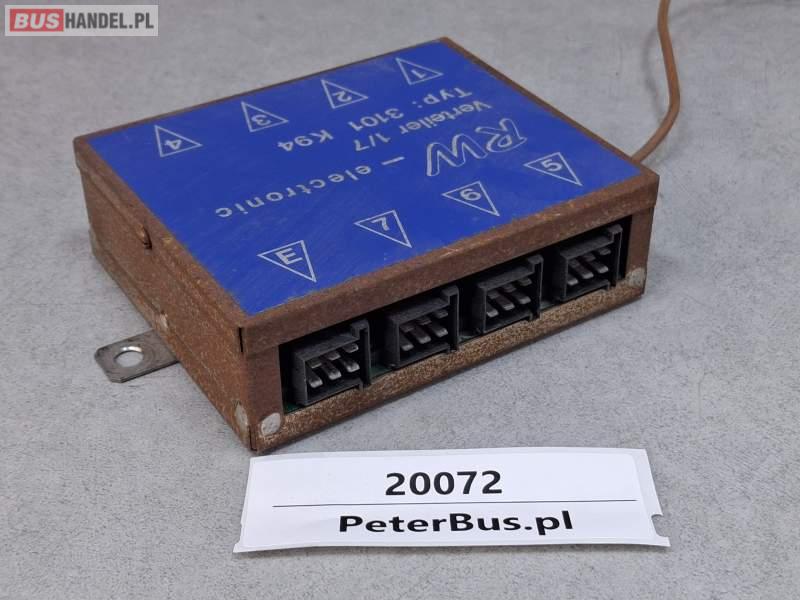 BUSHANDEL.PL
1
2
3
4
Verteiler 1/7
Typ: 3101 K94
RW – electronic
5
6
7
E
20072
PeterBus.pl